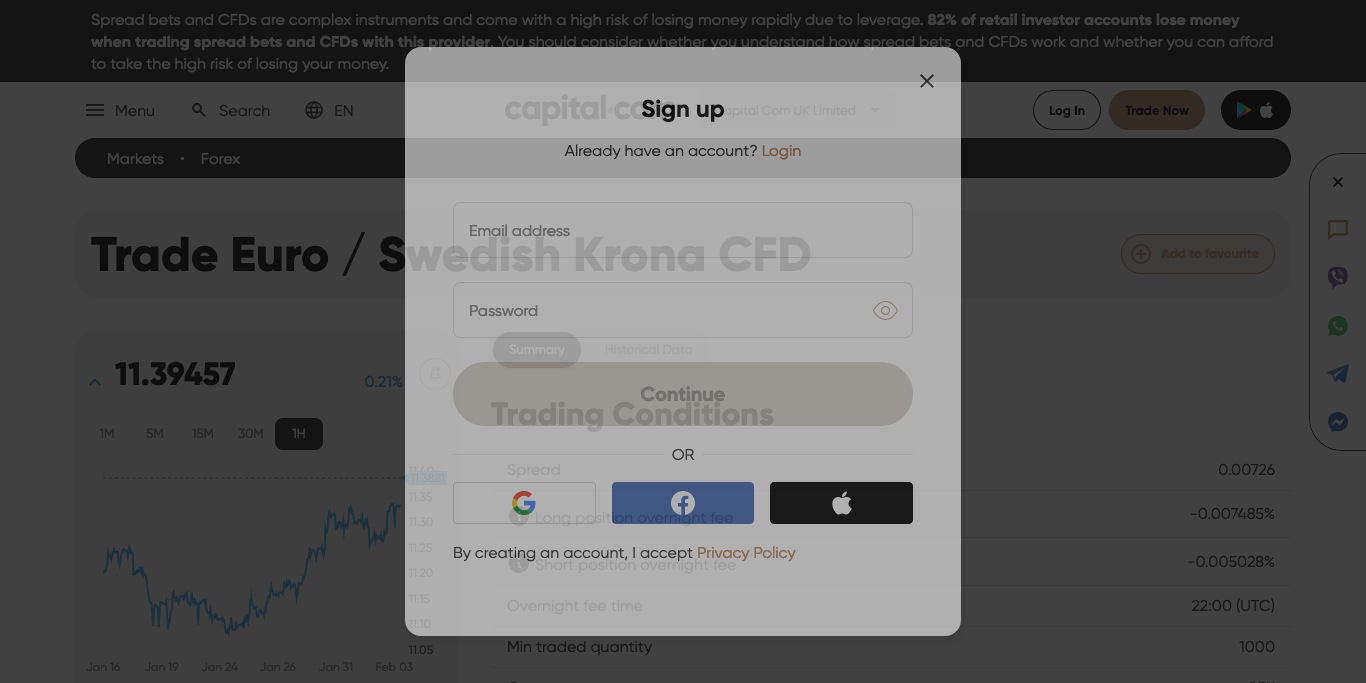 Spread bets and CFDs are complex instruments and come with a high risk of losing money rapidly due to leverage. 82% of retail investor accounts lose money
when trading spread bets and CFDs with this provider. You should consider whether you understand how spread bets and CFDs work and whether you can afford
to take the high risk of losing your money.
Menu
Search
EN
capital.co
Capital Com UK Limited
Log In
Trade Now
Markets • Forex
Sign up
Already have an account? Login
Email address
Password
Continue
OR
By creating an account, I accept Privacy Policy
Trade Euro / Swedish Krona CFD
Add to favourite
11.39457
0.21%
1M 5M 15M 30M 1H
11.40
11.3881
11.35
11.30
11.25
11.20
11.15
11.10
11.05
Jan 16 Jan 19 Jan 24 Jan 26 Jan 31 Feb 03
Summary Historical Data
Trading Conditions
Spread 0.00726
Long position overnight fee -0.007485%
Short position overnight fee -0.005028%
Overnight fee time 22:00 (UTC)
Min traded quantity 1000